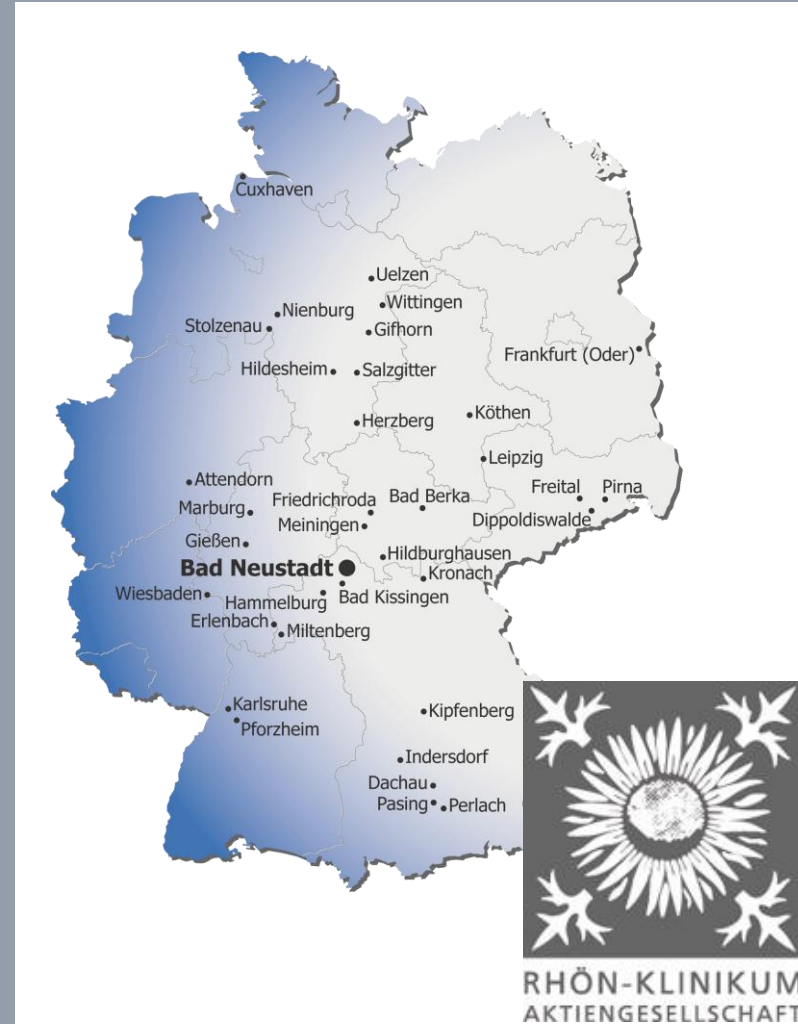 Cuxhaven
Uelzen
Wittingen
Nienburg
Stolzenau
Gifhorn
Frankfurt (Oder)
Hildesheim
Salzgitter
Herzberg
Köthen
Leipzig
Attendorn
Freital
Pirna
Marburg
Friedrichroda
Bad Berka
Meiningen
Dippoldiswalde
Gießen
Hildburghausen
Bad Neustadt
Kronach
Wiesbaden
Hammelburg
Bad Kissingen
Erlenbach
Miltenberg
Karlsruhe
Kipfenberg
Pforzheim
Indersdorf
Dachau
Pasing
Perlach
RHÖN-KLINIKUM
AKTIENGESELLSCHAFT